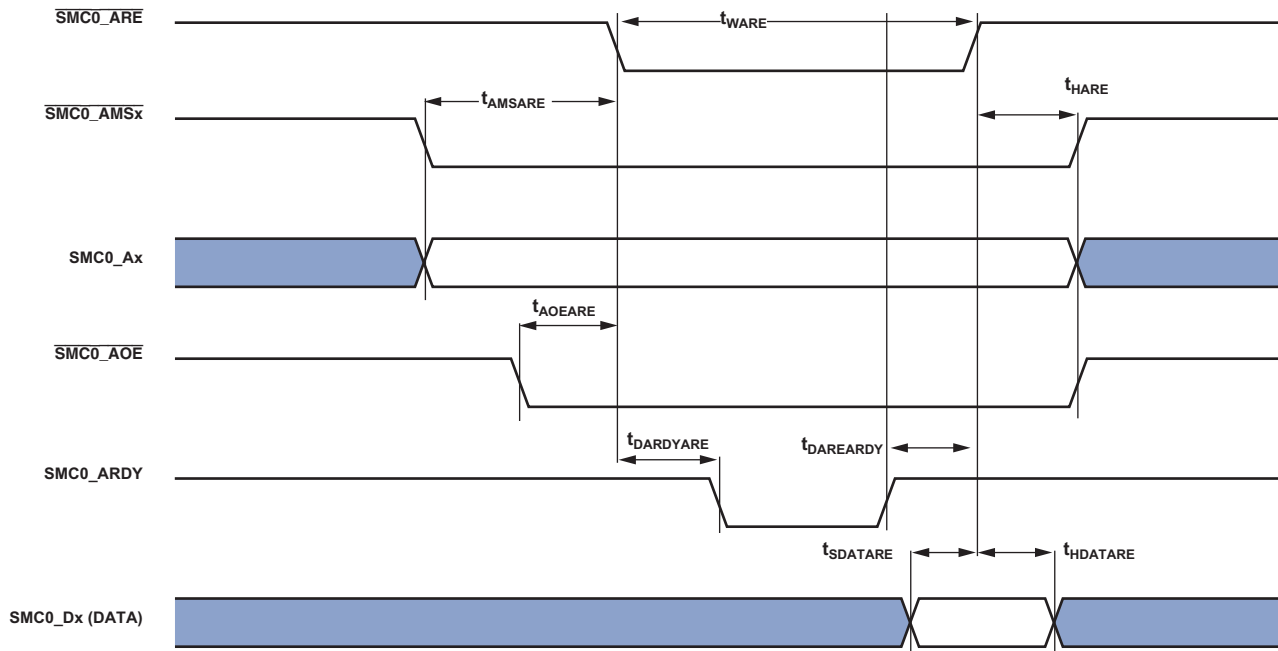 SMC0_ARE
tWARE
SMC0_AMSx
tAMSARE
tHARE
SMC0_Ax
tAOEARE
SMC0_AOE
tDARDYARE
tDAREARDY
SMC0_ARDY
tSDATARE
tHDATARE
SMC0_Dx (DATA)